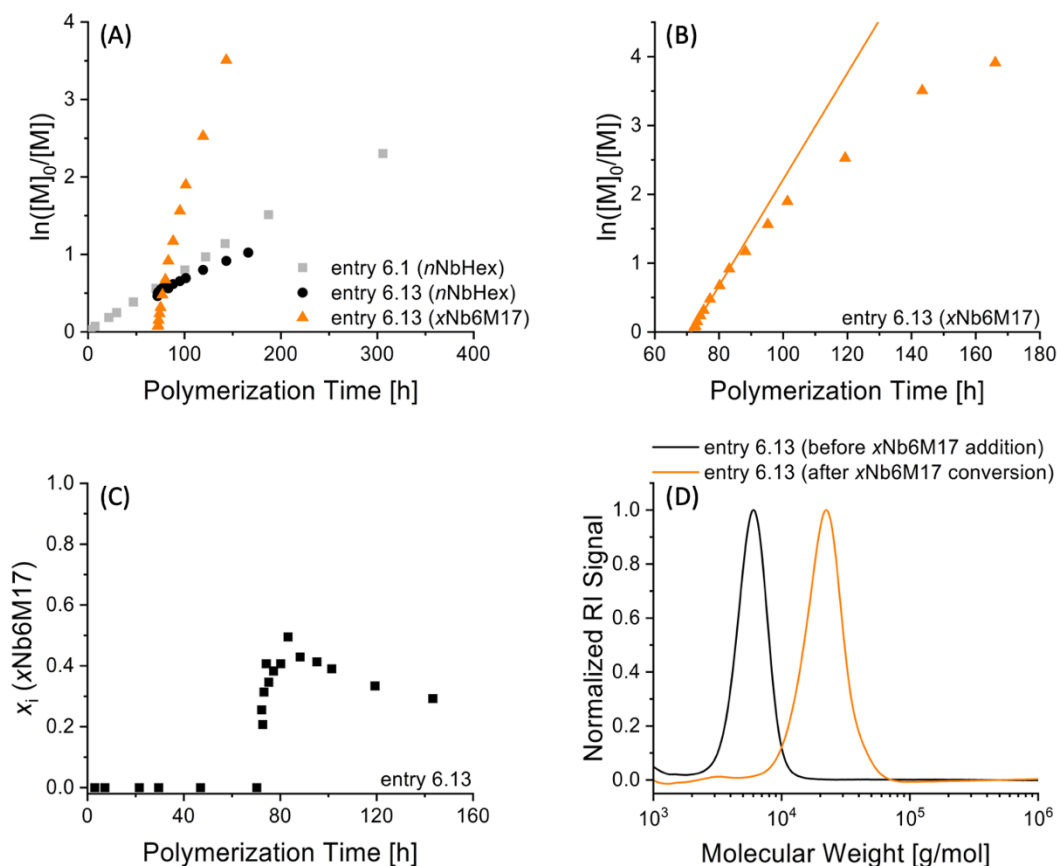 (A)
4
3
2
1
0
0 100 200 300 400
ln([M]₀/[M])
Polymerization Time [h]
entry 6.1 (nNbHex)
entry 6.13 (nNbHex)
entry 6.13 (xNb6M17)
(B)
4
3
2
1
0
60 80 100 120 140 160 180
ln([M]₀/[M])
Polymerization Time [h]
entry 6.13 (xNb6M17)
(C)
1.0
0.8
0.6
0.4
0.2
0.0
0 40 80 120 160
xᵢ (xNb6M17)
Polymerization Time [h]
entry 6.13
entry 6.13 (before xNb6M17 addition)
entry 6.13 (after xNb6M17 conversion)
(D)
1.0
0.8
0.6
0.4
0.2
0.0
10³ 10⁴ 10⁵ 10⁶
Normalized RI Signal
Molecular Weight [g/mol]